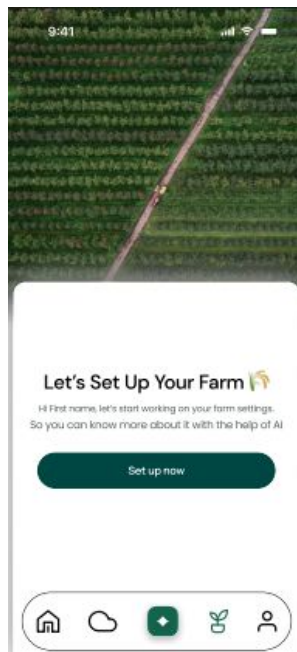 9:41
Let's Set Up Your Farm 🌾
Hi First name, let's start working on your farm settings.
So you can know more about it with the help of AI
Set up now